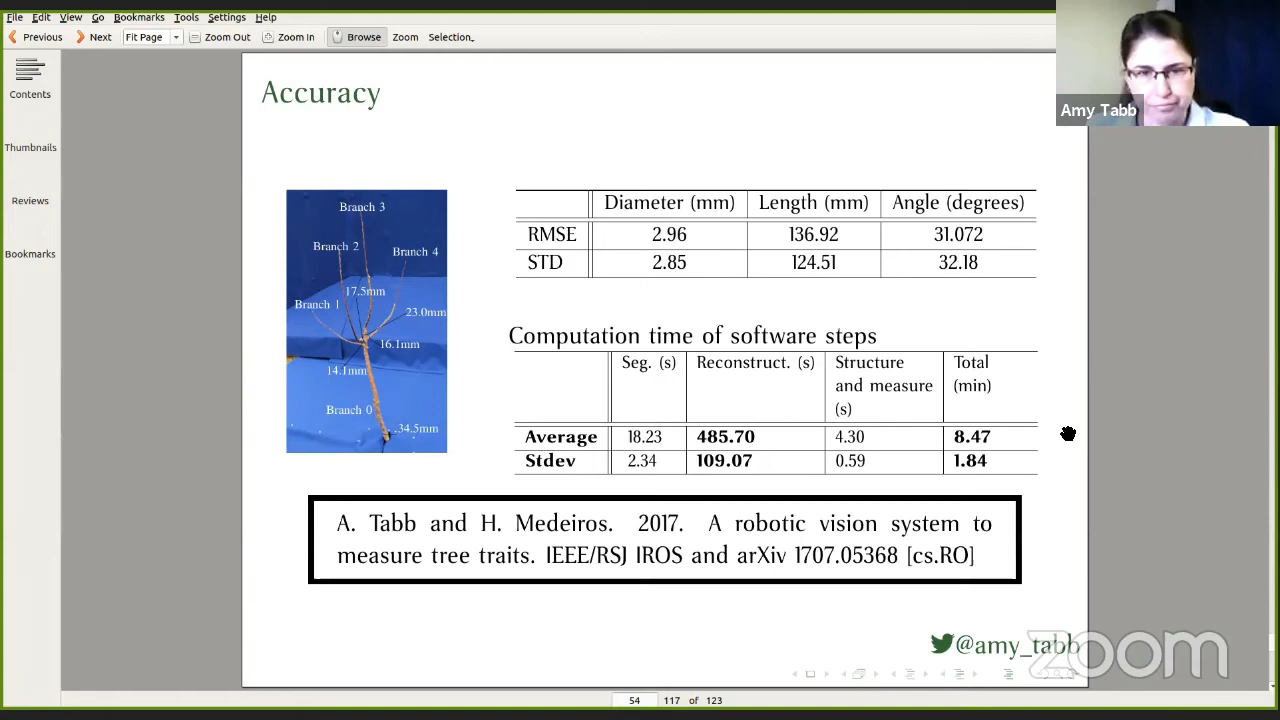 File Edit View Go Bookmarks Tools Settings Help
Previous Next Fit Page Zoom Out Zoom In Browse Zoom Selection
Contents
Thumbnails
Reviews
Bookmarks
Amy Tabb
Accuracy
Branch 3
Branch 2
Branch 4
17.5mm
Branch 1
23.0mm
16.1mm
14.1mm
Branch 0
34.5mm
Diameter (mm) Length (mm) Angle (degrees)
RMSE 2.96 136.92 31.072
STD 2.85 124.51 32.18
Computation time of software steps
Seg. (s) Reconstruct. (s) Structure Total
and measure (min)
(s)
Average 18.23 485.70 4.30 8.47
Stdev 2.34 109.07 0.59 1.84
A. Tabb and H. Medeiros. 2017. A robotic vision system to
measure tree traits. IEEE/RSJ IROS and arXiv 1707.05368 [cs.RO]
@amy_tabb
zoom
54 117 of 123